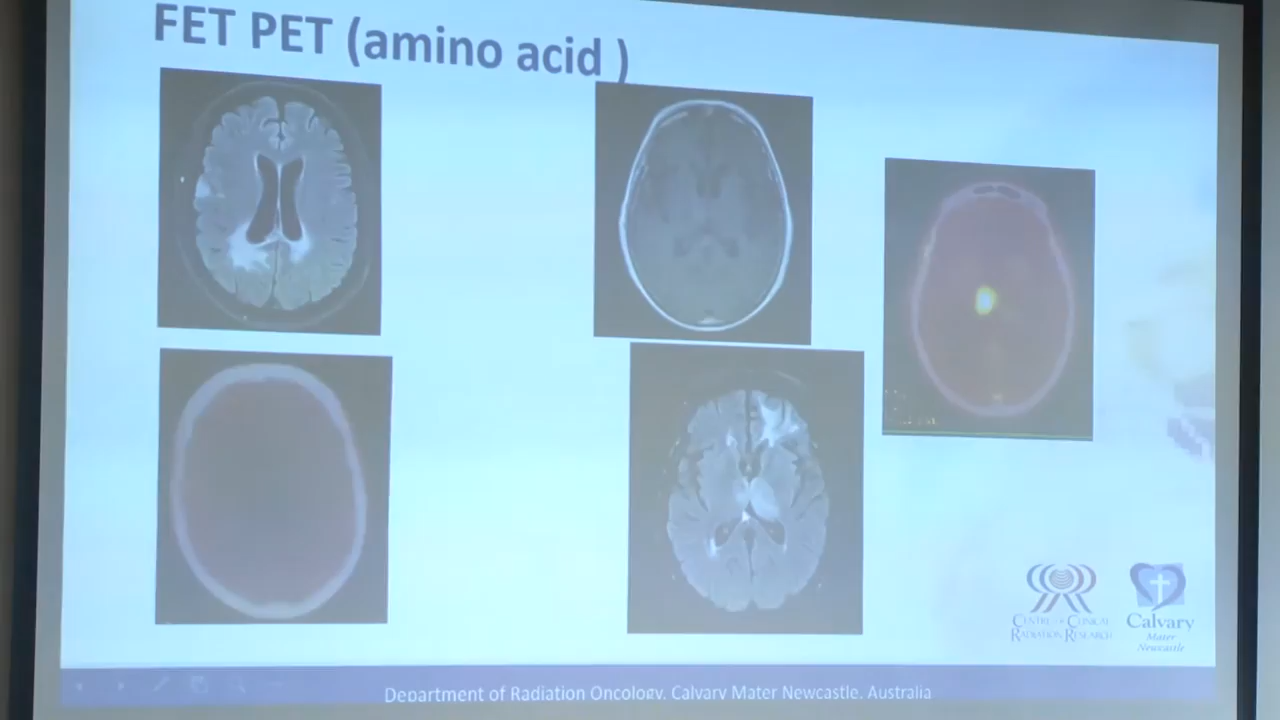 FET PET (amino acid )
CENTRE OF CLINICAL
RADIATION RESEARCH
Calvary
Mater
Newcastle
Department of Radiation Oncology, Calvary Mater Newcastle, Australia